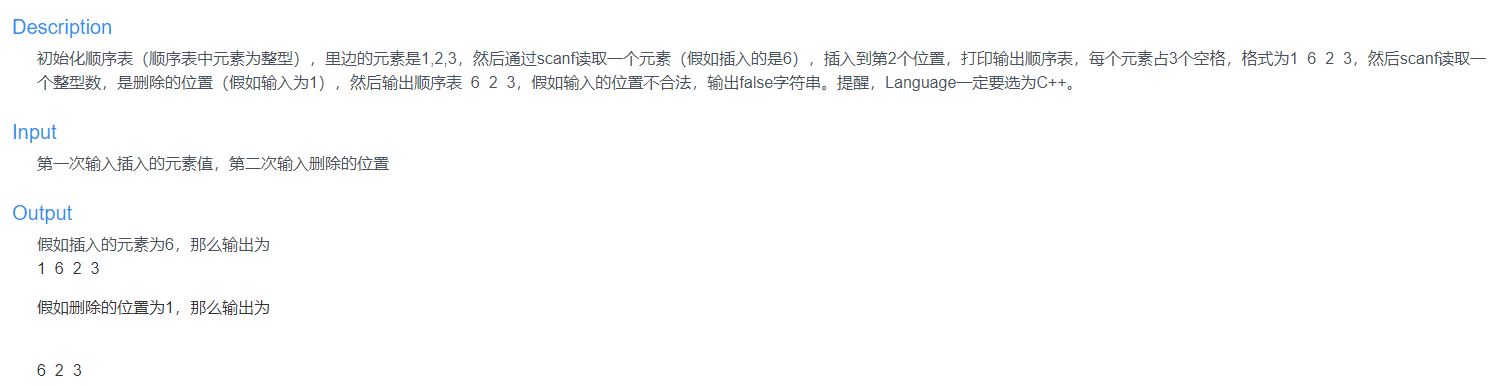 Description
初始化顺序表（顺序表中元素为整型），里边的元素是1,2,3，然后通过scanf读取一个元素（假如插入的是6），插入到第2个位置，打印输出顺序表，每个元素占3个空格，格式为1  6  2  3，然后scanf读取一
个整型数，是删除的位置（假如输入为1），然后输出顺序表  6  2  3，假如输入的位置不合法，输出false字符串。提醒，Language一定要选为C++。
Input
第一次输入插入的元素值，第二次输入删除的位置
Output
假如插入的元素为6，那么输出为
1  6  2  3
假如删除的位置为1，那么输出为
6  2  3